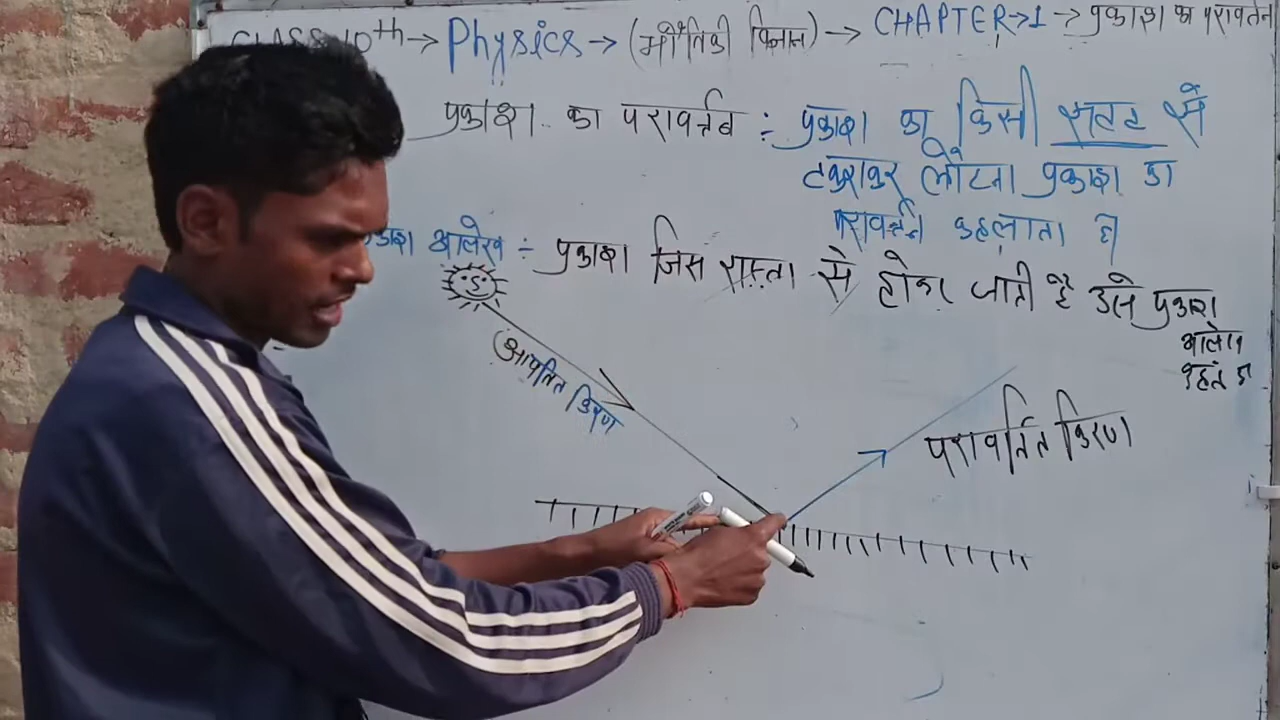 CLASS 10th → Physics → (भौतिकी विज्ञान) → CHAPTER→1 → प्रकाश का परावर्तन
प्रकाश का परावर्त्तन ÷ प्रकाश का किसी सतह से
टकराकर लौटना प्रकाश का
परावर्त्तन कहलाता है
आलेख ÷ प्रकाश जिस रास्ता से होकर जाती है उसे प्रकाश
आलेख
कहते है
आपतित किरण
परावर्तित किरण